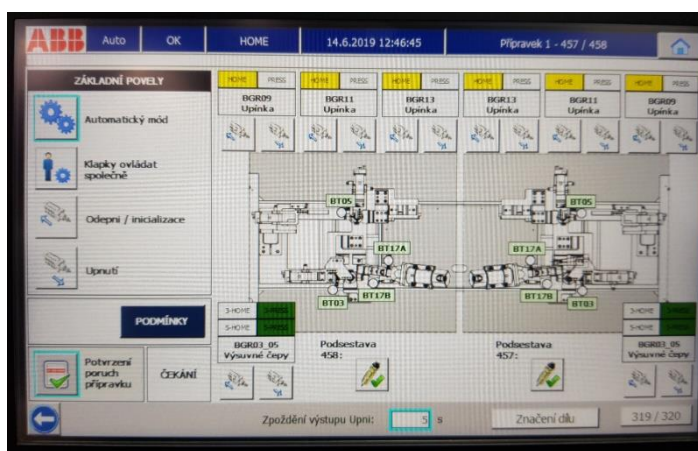 ABB Auto OK HOME 14.6.2019 12:46:45 Přípravek 1 - 457 / 458
ZÁKLADNÍ POVELY
HOME PRESS HOME PRESS HOME PRESS HOME PRESS HOME PRESS HOME PRESS
BGR09 BGR11 BGR13 BGR13 BGR11 BGR09
Upínka Upínka Upínka Upínka Upínka Upínka
Automatický mód
Klapky ovládat
společně
Odepni / inicializace
Upnutí
BT05 BT05
BT17A BT17A
BT03 BT17B BT17B BT03
PODMÍNKY
S-HOME S-PRESS S-HOME S-PRESS
S-HOME S-PRESS S-HOME S-PRESS
BGR03_05 Podsestava Podsestava BGR03_05
Výsuvné čepy 458: 457: Výsuvné čepy
Potvrzení
poruch
přípravku
ČEKÁNÍ
Zpoždění výstupu Upni: 5 s Značení dílu 319 / 320